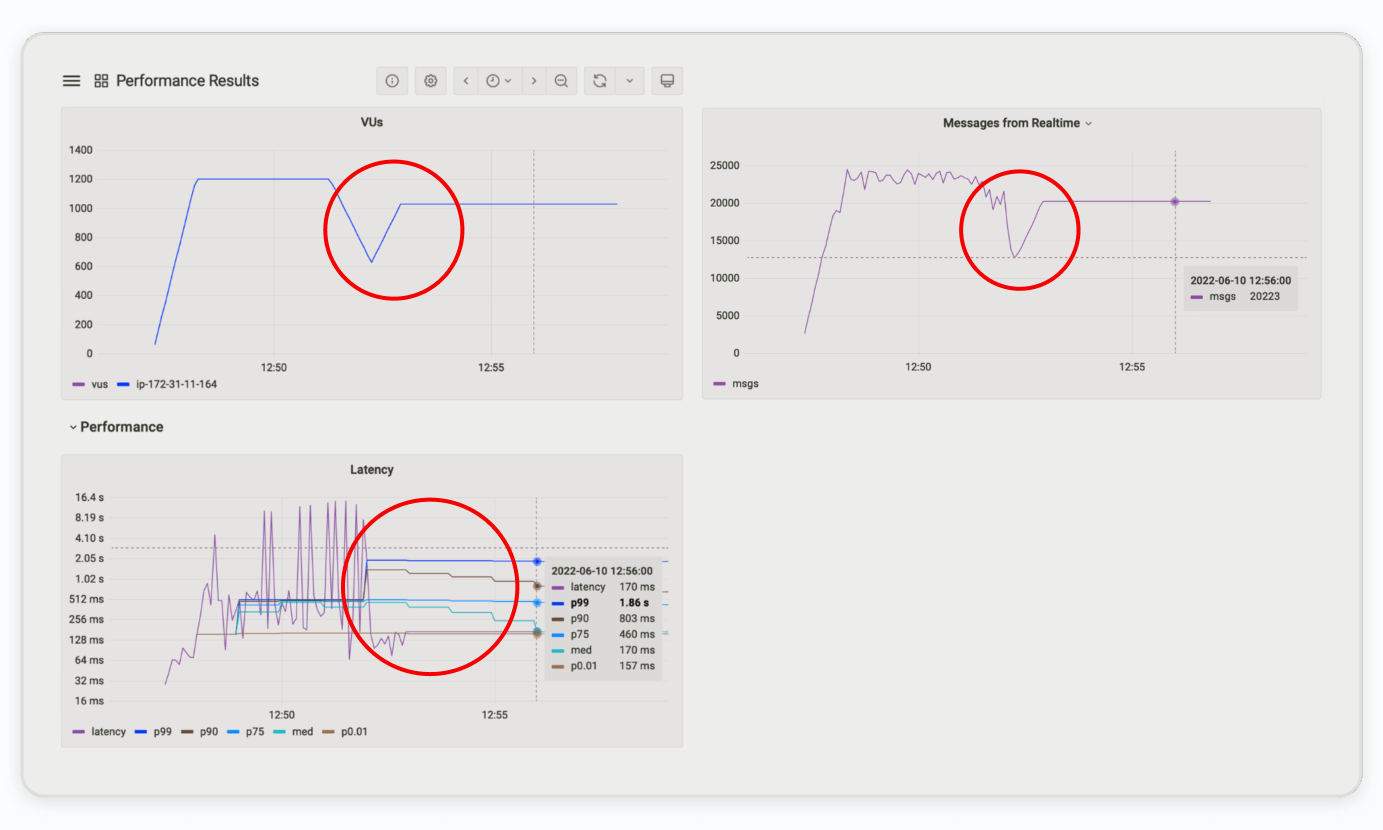 Performance Results
VUs
1400
1200
1000
800
600
400
200
0
12:50
12:55
vus
ip-172-31-11-164
Messages from Realtime
25000
20000
15000
10000
5000
0
12:50
12:55
2022-06-10 12:56:00
msgs 20223
msgs
Performance
Latency
16.4 s
8.19 s
4.10 s
2.05 s
1.02 s
512 ms
256 ms
128 ms
64 ms
32 ms
16 ms
12:50
12:55
2022-06-10 12:56:00
latency 170 ms
p99 1.86 s
p90 803 ms
p75 460 ms
med 170 ms
p0.01 157 ms
latency p99 p90 p75 med p0.01